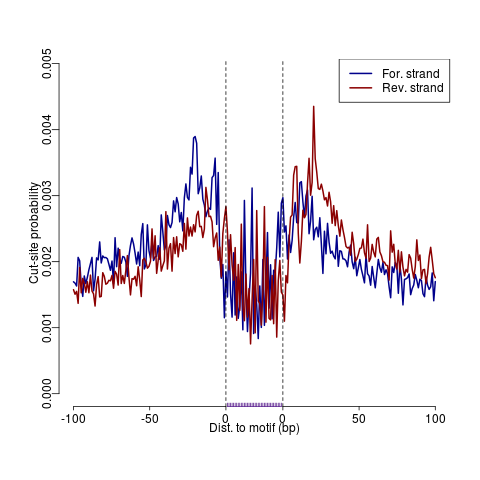 For. strand
Rev. strand
Cut-site probability
0.005
0.004
0.003
0.002
0.001
0.000
-100 -50 0 0 50 100
Dist. to motif (bp)